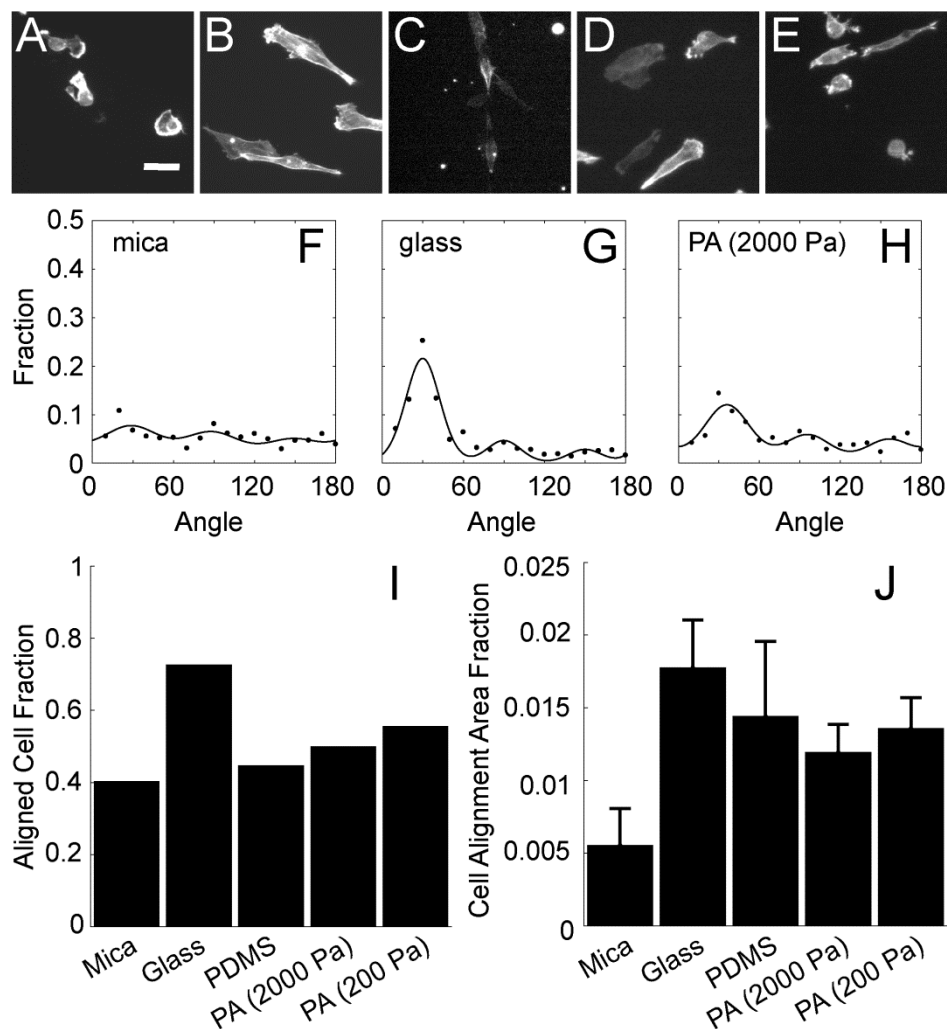 A B C D E
0.5
0.4
0.3
0.2
0.1
0
Fraction
mica F
glass G
PA (2000 Pa) H
0 60 120 180
0 60 120 180
0 60 120 180
Angle
Angle
Angle
1
0.8
0.6
0.4
0.2
0
Aligned Cell Fraction
I
Mica
Glass
PDMS
PA (2000 Pa)
PA (200 Pa)
0.025
0.02
0.015
0.01
0.005
0
Cell Alignment Area Fraction
J
Mica
Glass
PDMS
PA (2000 Pa)
PA (200 Pa)